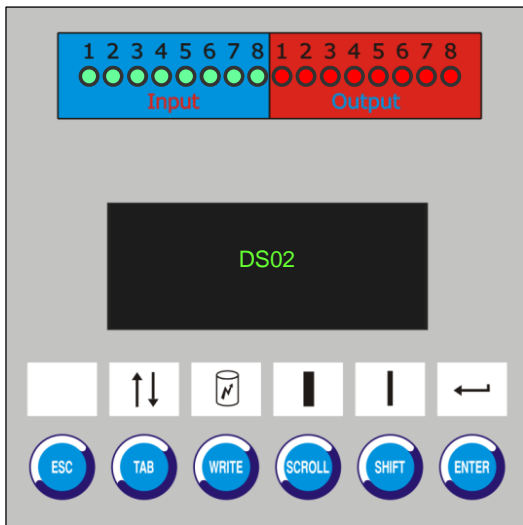 1 2 3 4 5 6 7 8 1 2 3 4 5 6 7 8
Input Output
DS02
ESC TAB WRITE SCROLL SHIFT ENTER